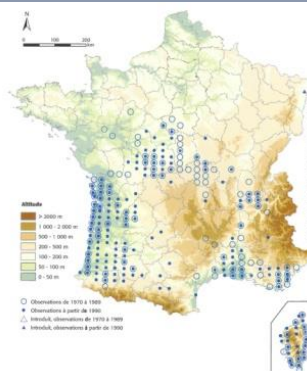 N
0 100 200
km
Altitude
> 2000 m
1 000 - 2 000 m
500 - 1 000 m
200 - 500 m
100 - 200 m
50 - 100 m
0 - 50 m
Observations de 1970 à 1989
Observations à partir de 1990
Introduit, observations de 1970 à 1989
Introduit, observations à partir de 1990